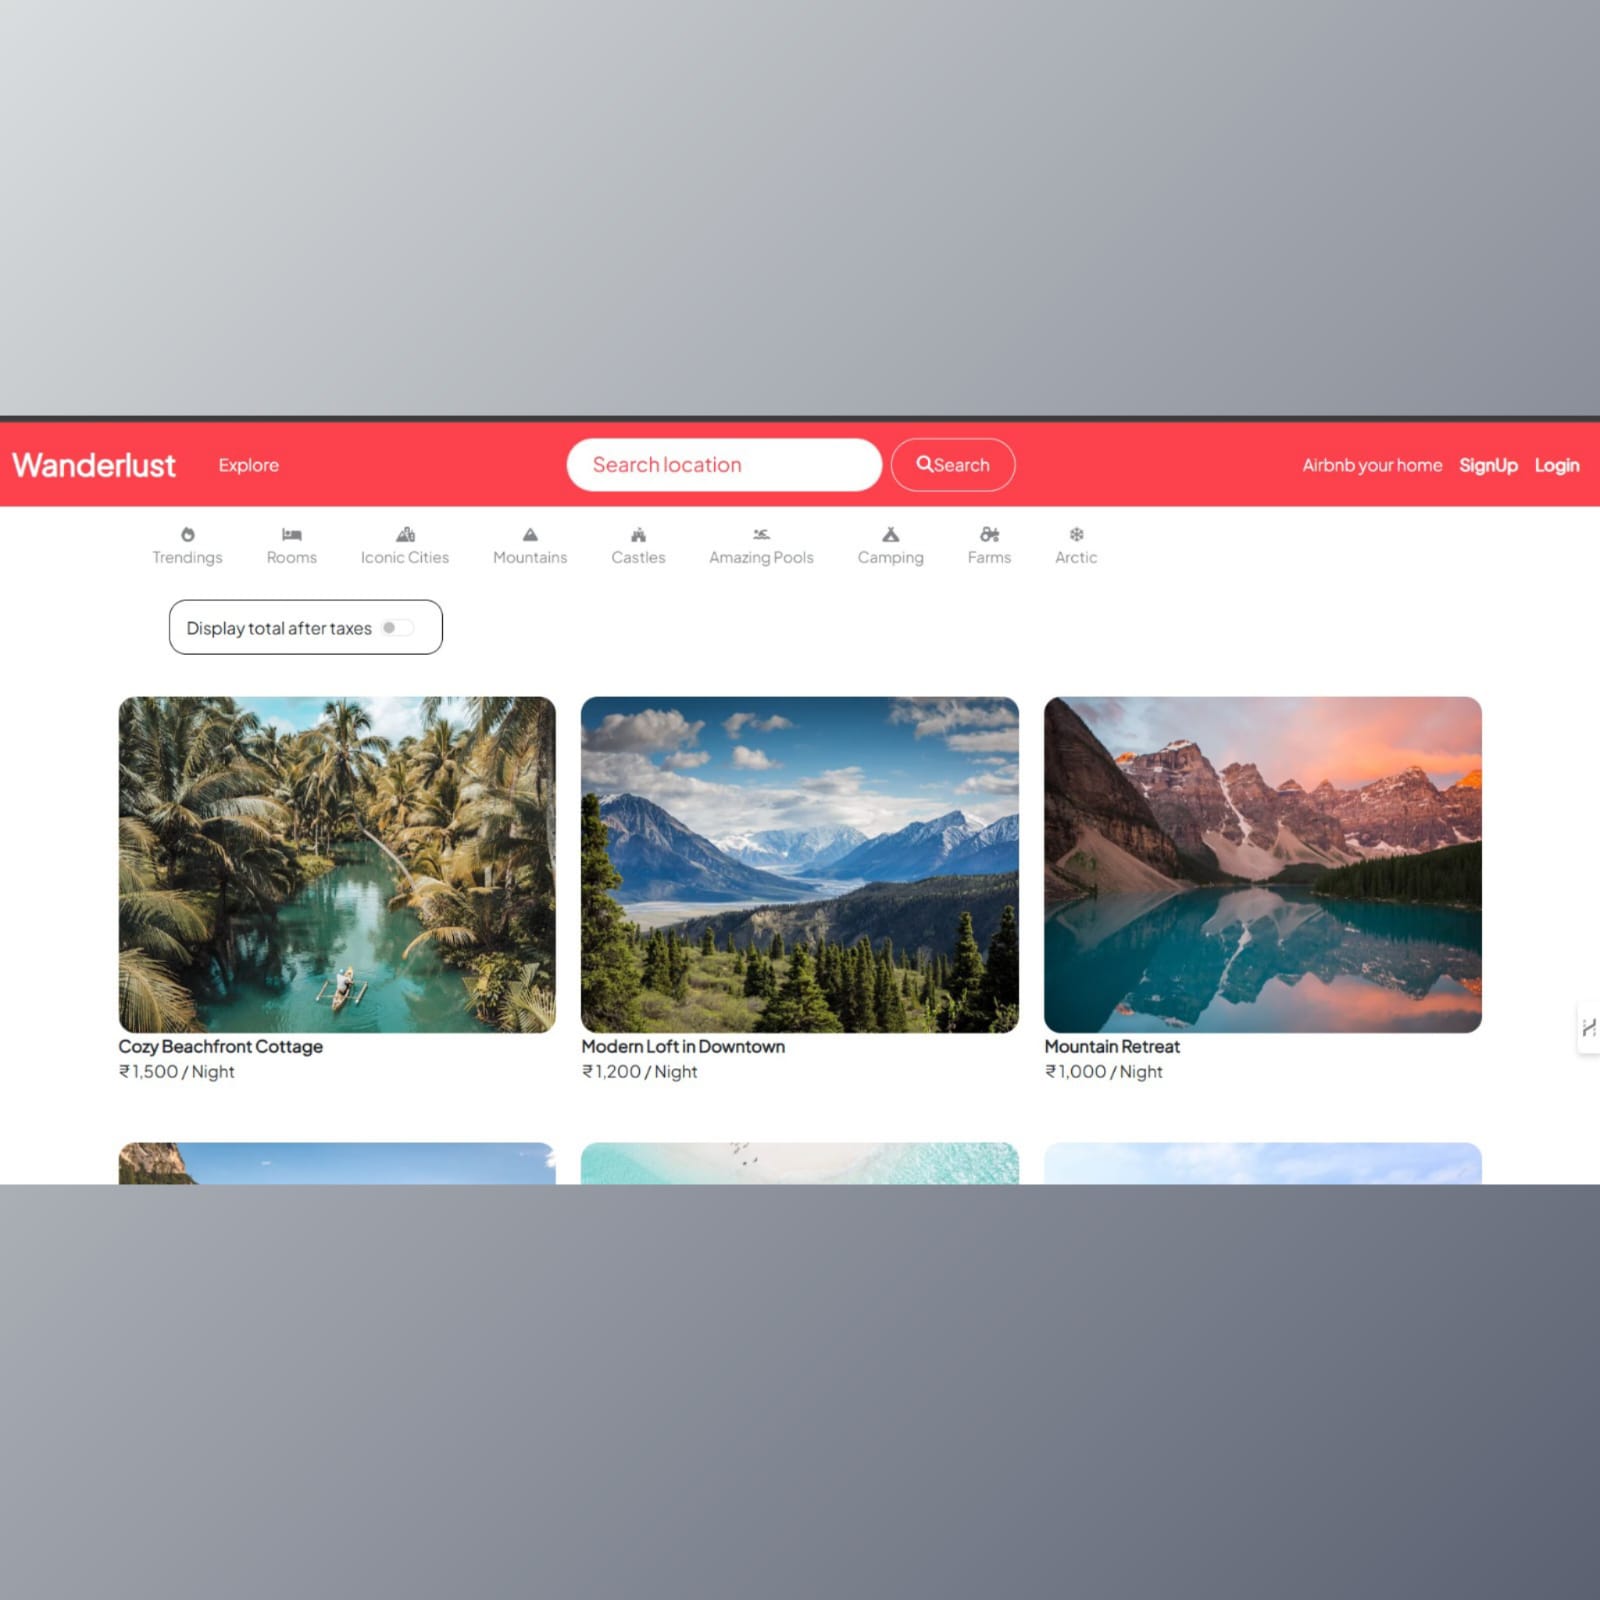 Wanderlust Explore Search location Search Airbnb your home SignUp Login
Trendings Rooms Iconic Cities Mountains Castles Amazing Pools Camping Farms Arctic
Display total after taxes
Cozy Beachfront Cottage
₹1,500 / Night
Modern Loft in Downtown
₹1,200 / Night
Mountain Retreat
₹1,000 / Night